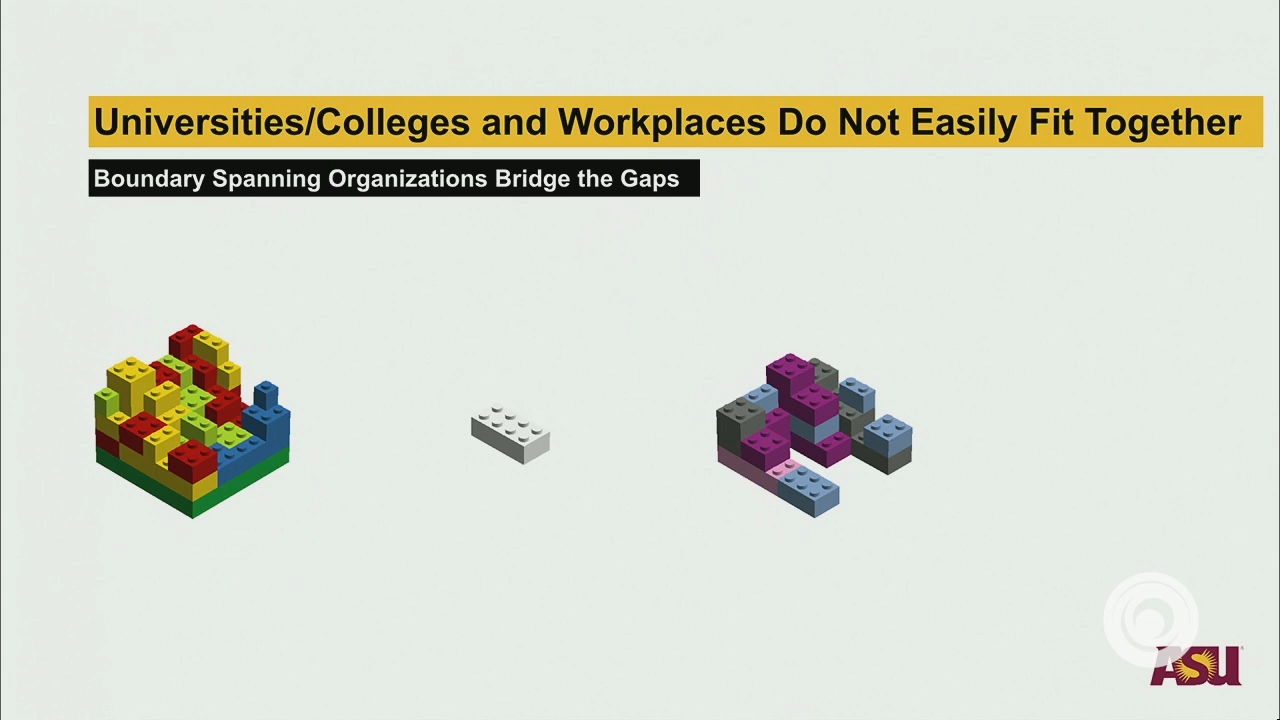 Universities/Colleges and Workplaces Do Not Easily Fit Together
Boundary Spanning Organizations Bridge the Gaps
ASU